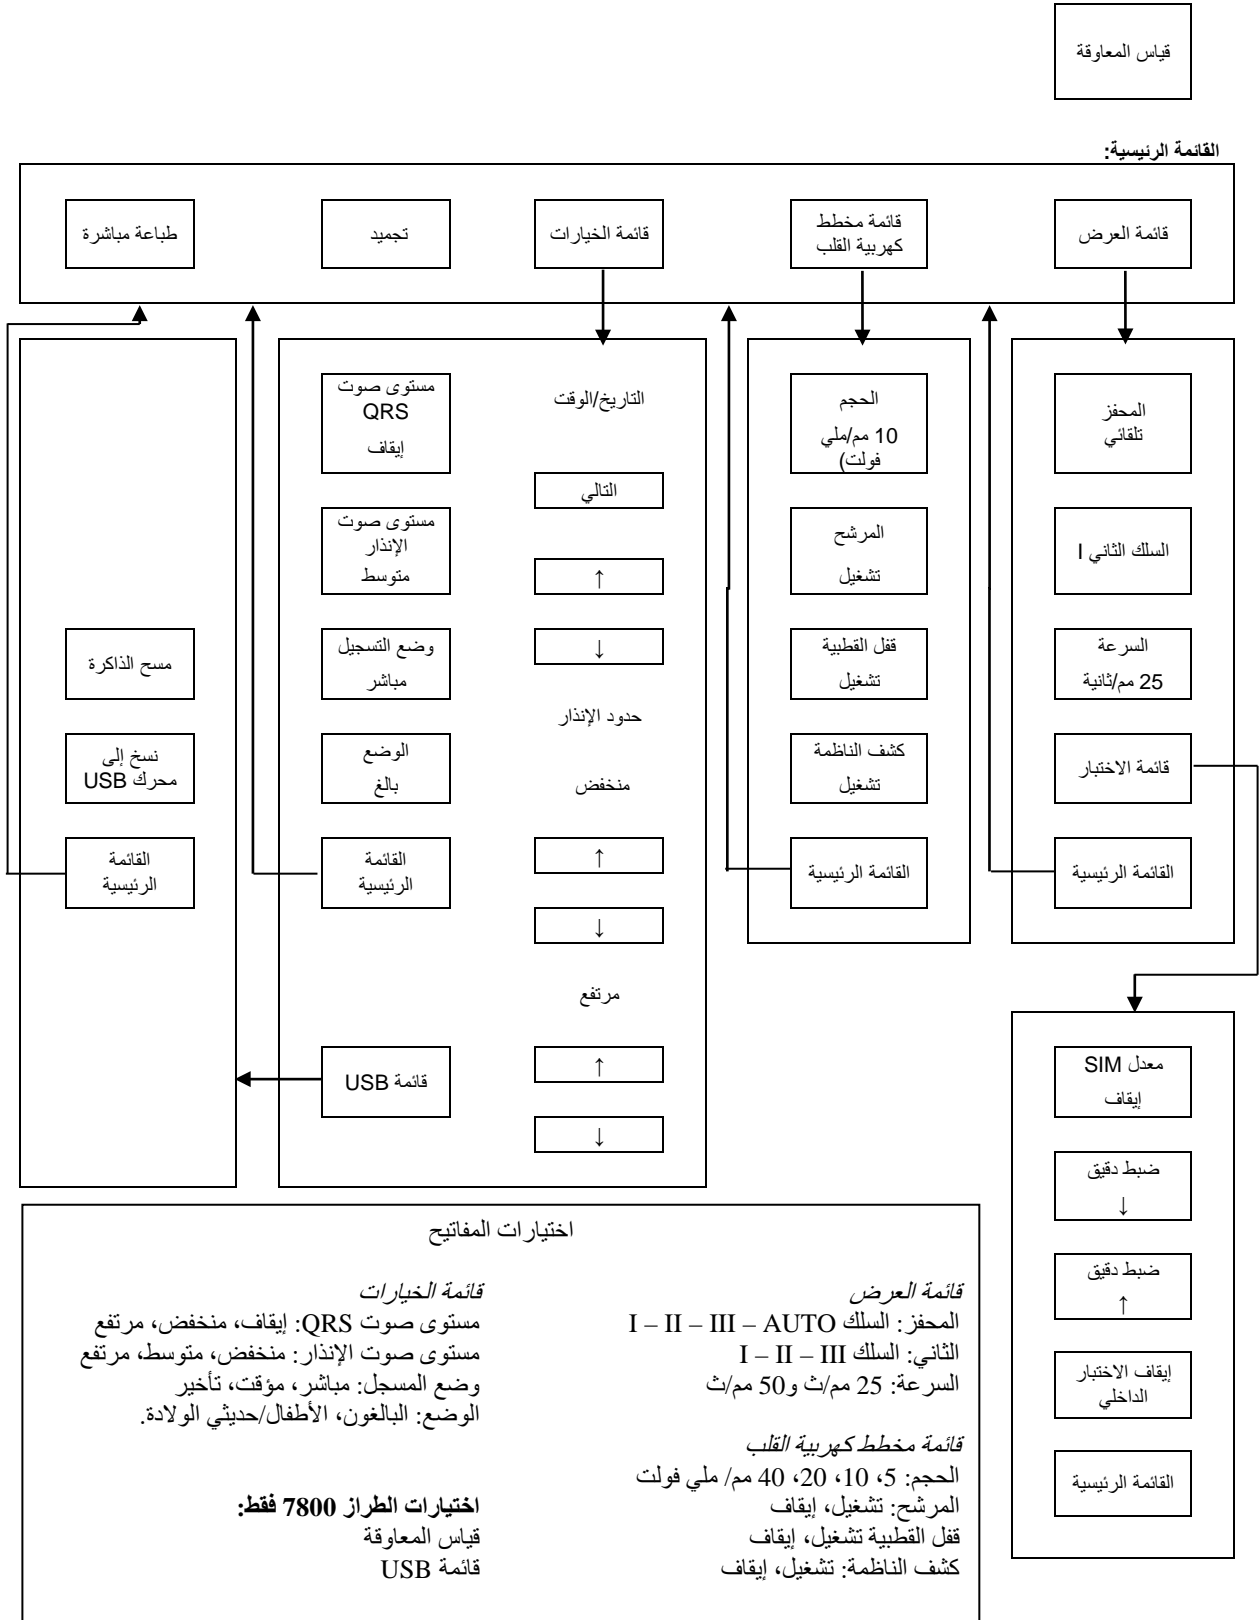 قياس المعاوقة
القائمة الرئيسية:
قائمة العرض
قائمة مخطط
كهربية القلب
قائمة الخيارات
تجميد
طباعة مباشرة
المحفز
تلقائي
السلك الثاني I
السرعة
25 مم/ثانية
قائمة الاختبار
القائمة الرئيسية
الحجم
10 مم/ملي
فولت)
المرشح
تشغيل
قفل القطبية
تشغيل
كشف الناظمة
تشغيل
القائمة الرئيسية
التاريخ/الوقت
التالي
↑
↓
حدود الإنذار
منخفض
↑
↓
مرتفع
↑
↓
مستوى صوت
QRS
إيقاف
مستوى صوت
الإنذار
متوسط
وضع التسجيل
مباشر
الوضع
بالغ
القائمة
الرئيسية
قائمة USB
مسح الذاكرة
نسخ إلى
محرك USB
القائمة
الرئيسية
معدل SIM
إيقاف
ضبط دقيق
↓
ضبط دقيق
↑
إيقاف الاختبار
الداخلي
القائمة الرئيسية
اختيارات المفاتيح
قائمة العرض
المحفز: السلك I – II – III – AUTO
الثاني: السلك I – II – III
السرعة: 25 مم/ث و50 مم/ث
قائمة مخطط كهربية القلب
الحجم: 5، 10، 20، 40 مم/ ملي فولت
المرشح: تشغيل، إيقاف
قفل القطبية تشغيل، إيقاف
كشف الناظمة: تشغيل، إيقاف
قائمة الخيارات
مستوى صوت QRS: إيقاف، منخفض، مرتفع
مستوى صوت الإنذار: منخفض، متوسط، مرتفع
وضع المسجل: مباشر، مؤقت، تأخير
الوضع: البالغون، الأطفال/حديثي الولادة.
اختيارات الطراز 7800 فقط:
قياس المعاوقة
قائمة USB